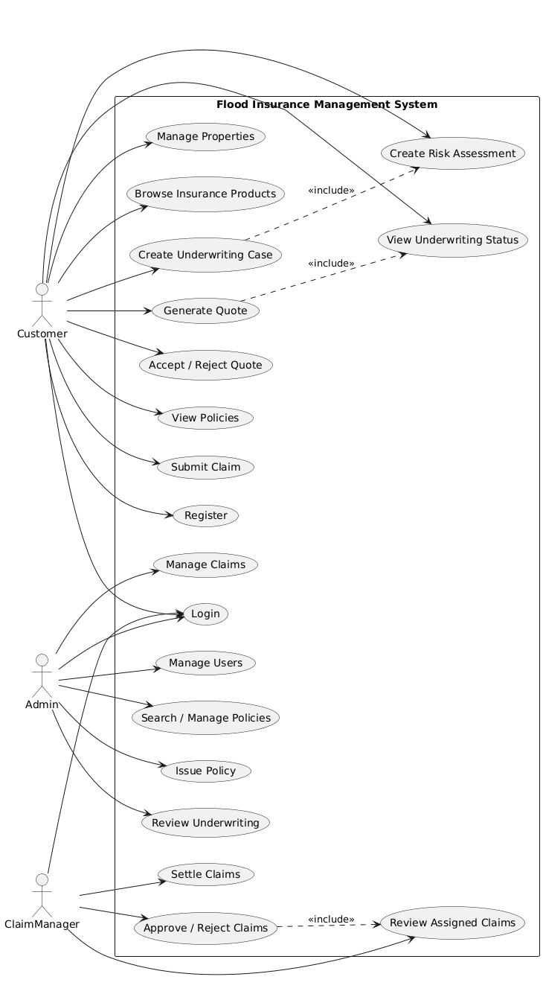 Flood Insurance Management System
Manage Properties
Create Risk Assessment
Browse Insurance Products
«include»
Create Underwriting Case
View Underwriting Status
«include»
Generate Quote
Customer
Accept / Reject Quote
View Policies
Submit Claim
Register
Manage Claims
Login
Manage Users
Admin
Search / Manage Policies
Issue Policy
Review Underwriting
Settle Claims
«include»
ClaimManager
Approve / Reject Claims
Review Assigned Claims